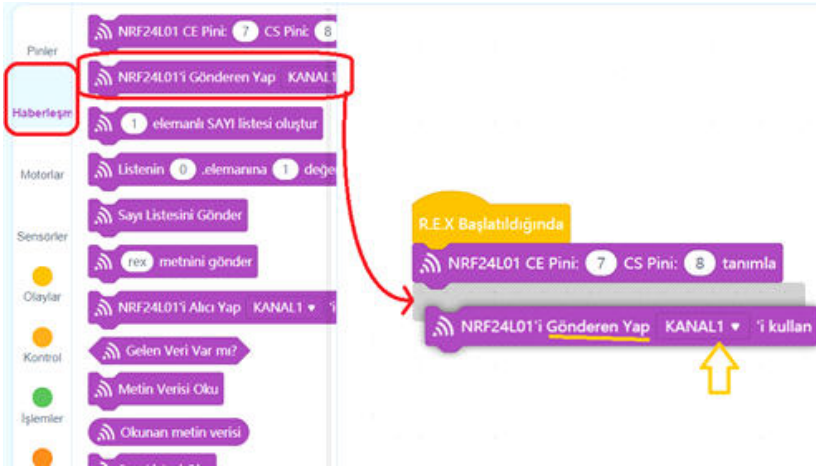 Pinler
Haberleşm
Motorlar
Sensörler
Olaylar
Kontrol
İşlemler
NRF24L01 CE Pini: 7 CS Pini: 8
NRF24L01'i Gönderen Yap KANAL1
1 elemanlı SAYI listesi oluştur
Listenin 0 .elemanına 1 değe
Sayı Listesini Gönder
rex metnini gönder
NRF24L01'i Alıcı Yap KANAL1 'i
Gelen Veri Var mı?
Metin Verisi Oku
Okunan metin verisi
R.E.X Başlatıldığında
NRF24L01 CE Pini: 7 CS Pini: 8 tanımla
NRF24L01'i Gönderen Yap KANAL1 'i kullan